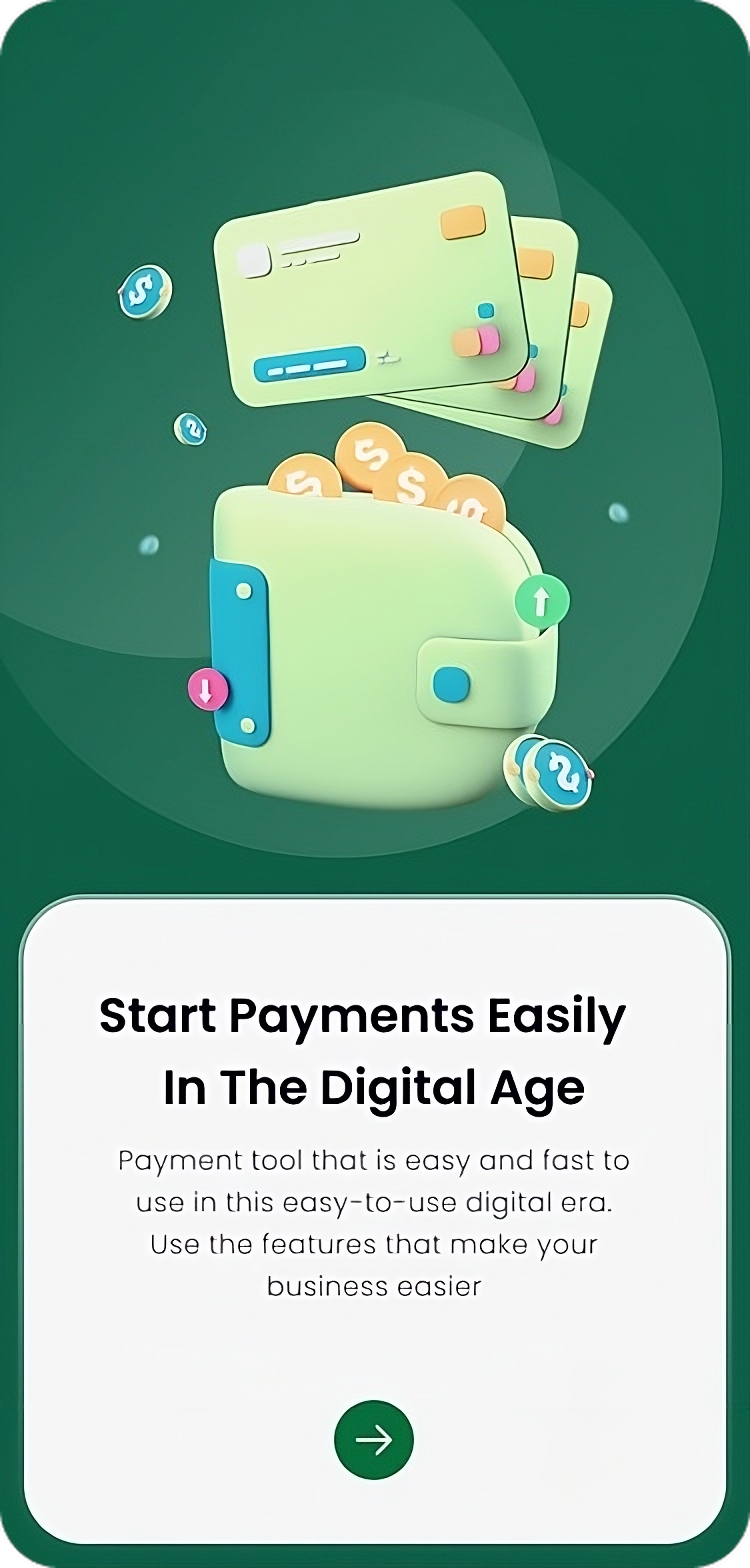 Start Payments Easily
In The Digital Age
Payment tool that is easy and fast to
use in this easy-to-use digital era.
Use the features that make your
business easier